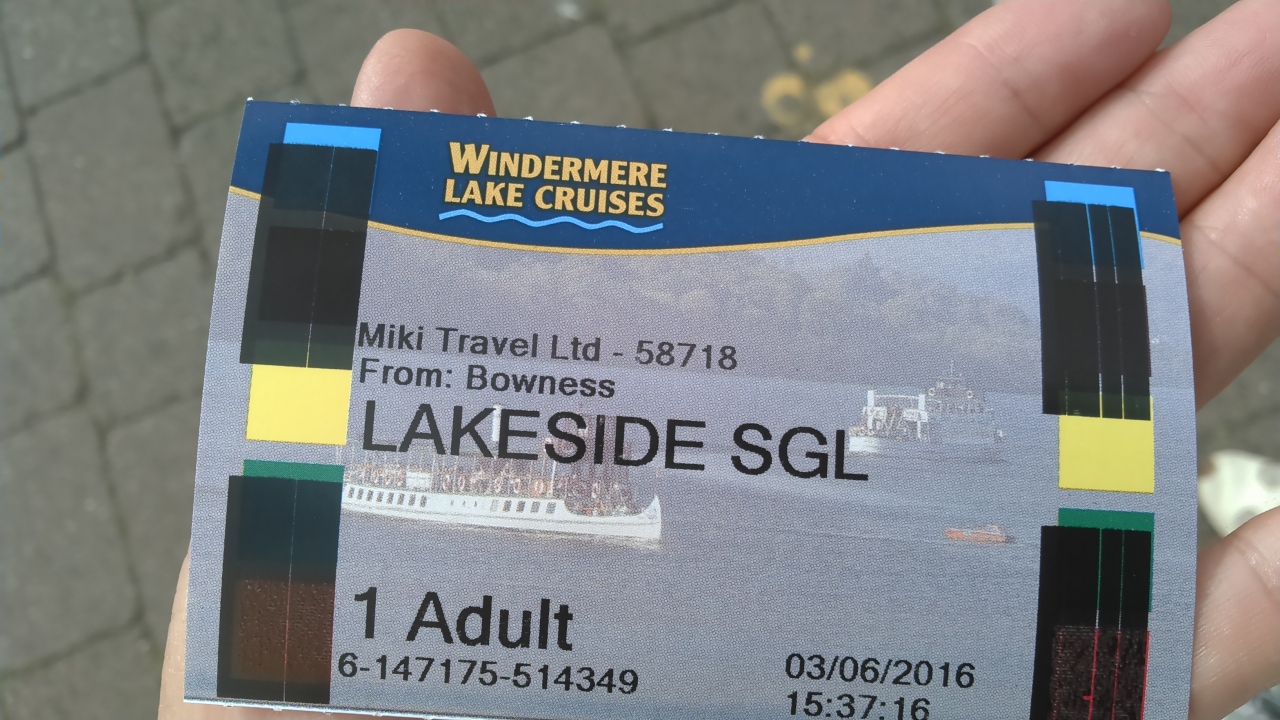 WINDERMERE
LAKE CRUISES
Miki Travel Ltd - 58718
From: Bowness
LAKESIDE SGL
1 Adult
6-147175-514349
03/06/2016
15:37:16